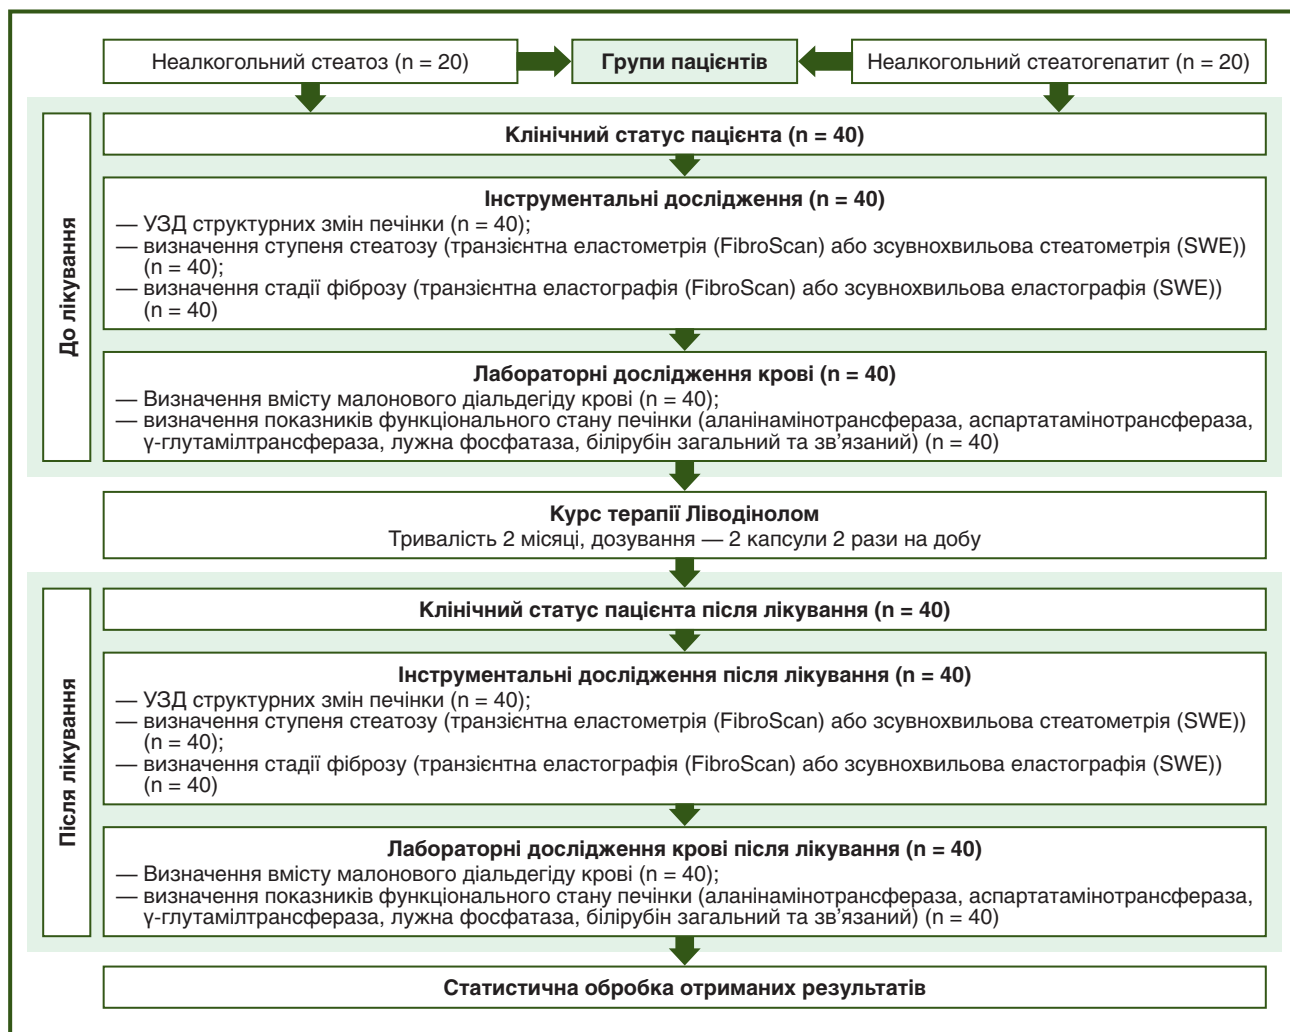 Неалкогольний стеатоз (n = 20)
Групи пацієнтів
Неалкогольний стеатогепатит (n = 20)
До лікування
Клінічний статус пацієнта (n = 40)
Інструментальні дослідження (n = 40)
— УЗД структурних змін печінки (n = 40);
— визначення ступеня стеатозу (транзієнтна еластометрія (FibroScan) або зсувнохвильова стеатометрія (SWE))
(n = 40);
— визначення стадії фіброзу (транзієнтна еластографія (FibroScan) або зсувнохвильова еластографія (SWE))
(n = 40)
Лабораторні дослідження крові (n = 40)
— Визначення вмісту малонового діальдегіду крові (n = 40);
— визначення показників функціонального стану печінки (аланінамінотрансфераза, аспартатамінотрансфераза,
γ-глутамілтрансфераза, лужна фосфатаза, білірубін загальний та зв’язаний) (n = 40)
Курс терапії Ліводінолом
Тривалість 2 місяці, дозування — 2 капсули 2 рази на добу
Після лікування
Клінічний статус пацієнта після лікування (n = 40)
Інструментальні дослідження після лікування (n = 40)
— УЗД структурних змін печінки (n = 40);
— визначення ступеня стеатозу (транзієнтна еластометрія (FibroScan) або зсувнохвильова стеатометрія (SWE))
(n = 40);
— визначення стадії фіброзу (транзієнтна еластографія (FibroScan) або зсувнохвильова еластографія (SWE))
(n = 40)
Лабораторні дослідження крові після лікування (n = 40)
— Визначення вмісту малонового діальдегіду крові (n = 40);
— визначення показників функціонального стану печінки (аланінамінотрансфераза, аспартатамінотрансфераза,
γ-глутамілтрансфераза, лужна фосфатаза, білірубін загальний та зв’язаний) (n = 40)
Статистична обробка отриманих результатів